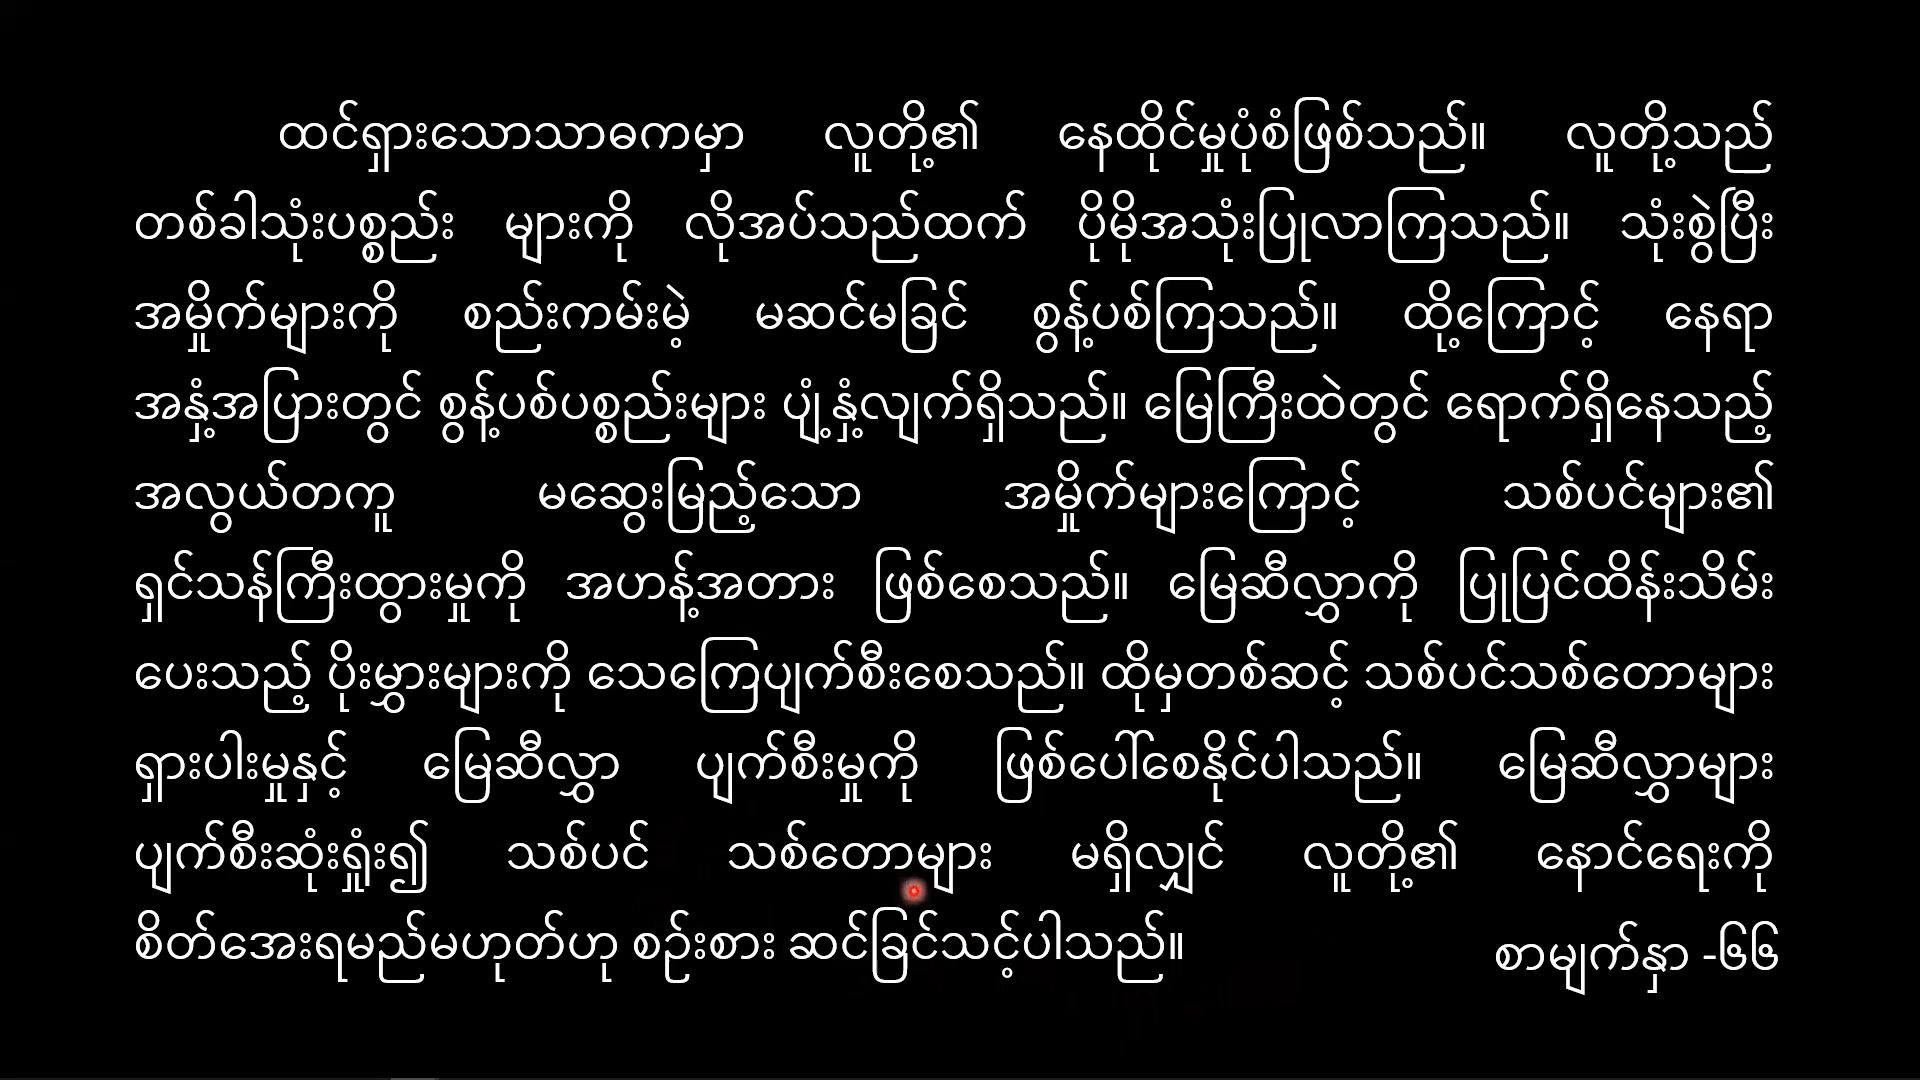 ထင်ရှားသောသာဓကမှာ လူတို့၏ နေထိုင်မှုပုံစံဖြစ်သည်။ လူတို့သည်
တစ်ခါသုံးပစ္စည်း များကို လိုအပ်သည်ထက် ပိုမိုအသုံးပြုလာကြသည်။ သုံးစွဲပြီး
အမှိုက်များကို စည်းကမ်းမဲ့ မဆင်မခြင် စွန့်ပစ်ကြသည်။ ထို့ကြောင့် နေရာ
အနှံ့အပြားတွင် စွန့်ပစ်ပစ္စည်းများ ပျံ့နှံ့လျက်ရှိသည်။ မြေကြီးထဲတွင် ရောက်ရှိနေသည့်
အလွယ်တကူ မဆွေးမြည့်သော အမှိုက်များကြောင့် သစ်ပင်များ၏
ရှင်သန်ကြီးထွားမှုကို အဟန့်အတား ဖြစ်စေသည်။ မြေဆီလွှာကို ပြုပြင်ထိန်းသိမ်း
ပေးသည့် ပိုးမွှားများကို သေကြေပျက်စီးစေသည်။ ထိုမှတစ်ဆင့် သစ်ပင်သစ်တောများ
ရှားပါးမှုနှင့် မြေဆီလွှာ ပျက်စီးမှုကို ဖြစ်ပေါ်စေနိုင်ပါသည်။ မြေဆီလွှာများ
ပျက်စီးဆုံးရှုံး၍ သစ်ပင် သစ်တောများ မရှိလျှင် လူတို့၏ နောင်ရေးကို
စိတ်အေးရမည်မဟုတ်ဟု စဉ်းစား ဆင်ခြင်သင့်ပါသည်။ စာမျက်နှာ -၆၆